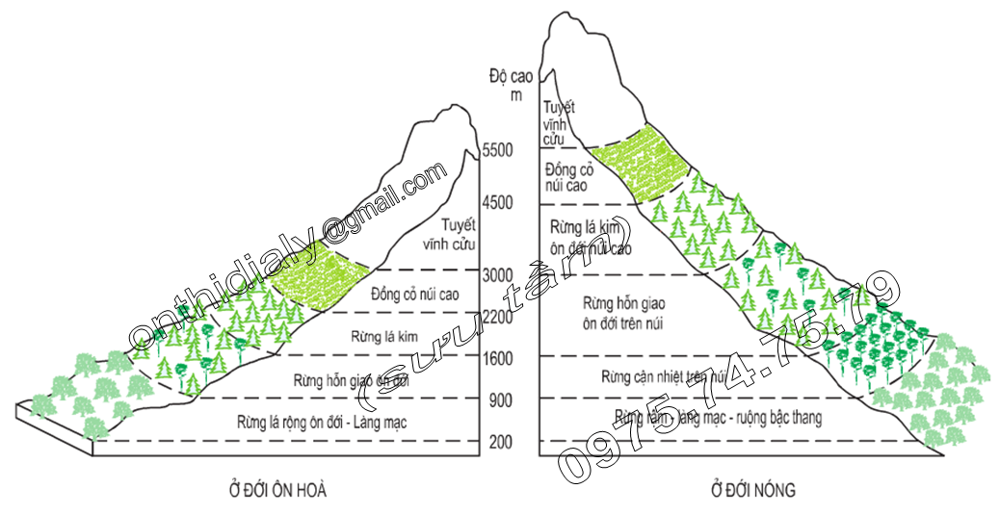 Độ cao
m
5500
4500
3000
2200
1600
900
200
Tuyết
vĩnh cửu
Đồng cỏ núi cao
Rừng lá kim
Rừng hỗn giao ôn đới
Rừng lá rộng ôn đới - Làng mạc
Ở ĐỚI ÔN HOÀ
Tuyết
vĩnh
cửu
Đồng cỏ
núi cao
Rừng lá kim
ôn đới núi cao
Rừng hỗn giao
ôn đới trên núi
Rừng cận nhiệt trên núi
Rừng rậm - làng mạc - ruộng bậc thang
Ở ĐỚI NÓNG
onthidialy@gmail.com
(sưu tầm)
0975.74.75.79